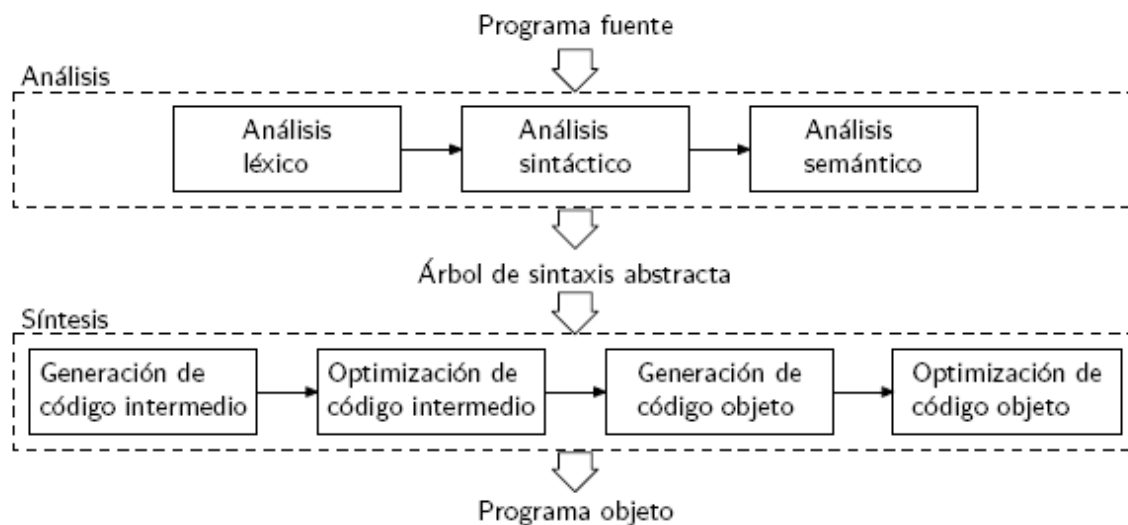 Programa fuente
Análisis
Análisis
léxico
Análisis
sintáctico
Análisis
semántico
Árbol de sintaxis abstracta
Síntesis
Generación de
código intermedio
Optimización de
código intermedio
Generación de
código objeto
Optimización de
código objeto
Programa objeto